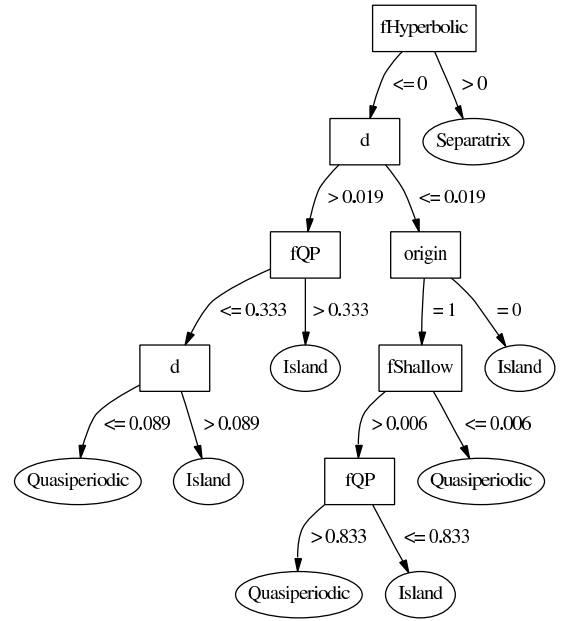 fHyperbolic
<= 0
> 0
d
Separatrix
> 0.019
<= 0.019
fQP
origin
<= 0.333
> 0.333
= 1
= 0
d
Island
fShallow
Island
<= 0.089
> 0.089
> 0.006
<= 0.006
Quasiperiodic
Island
fQP
Quasiperiodic
> 0.833
<= 0.833
Quasiperiodic
Island